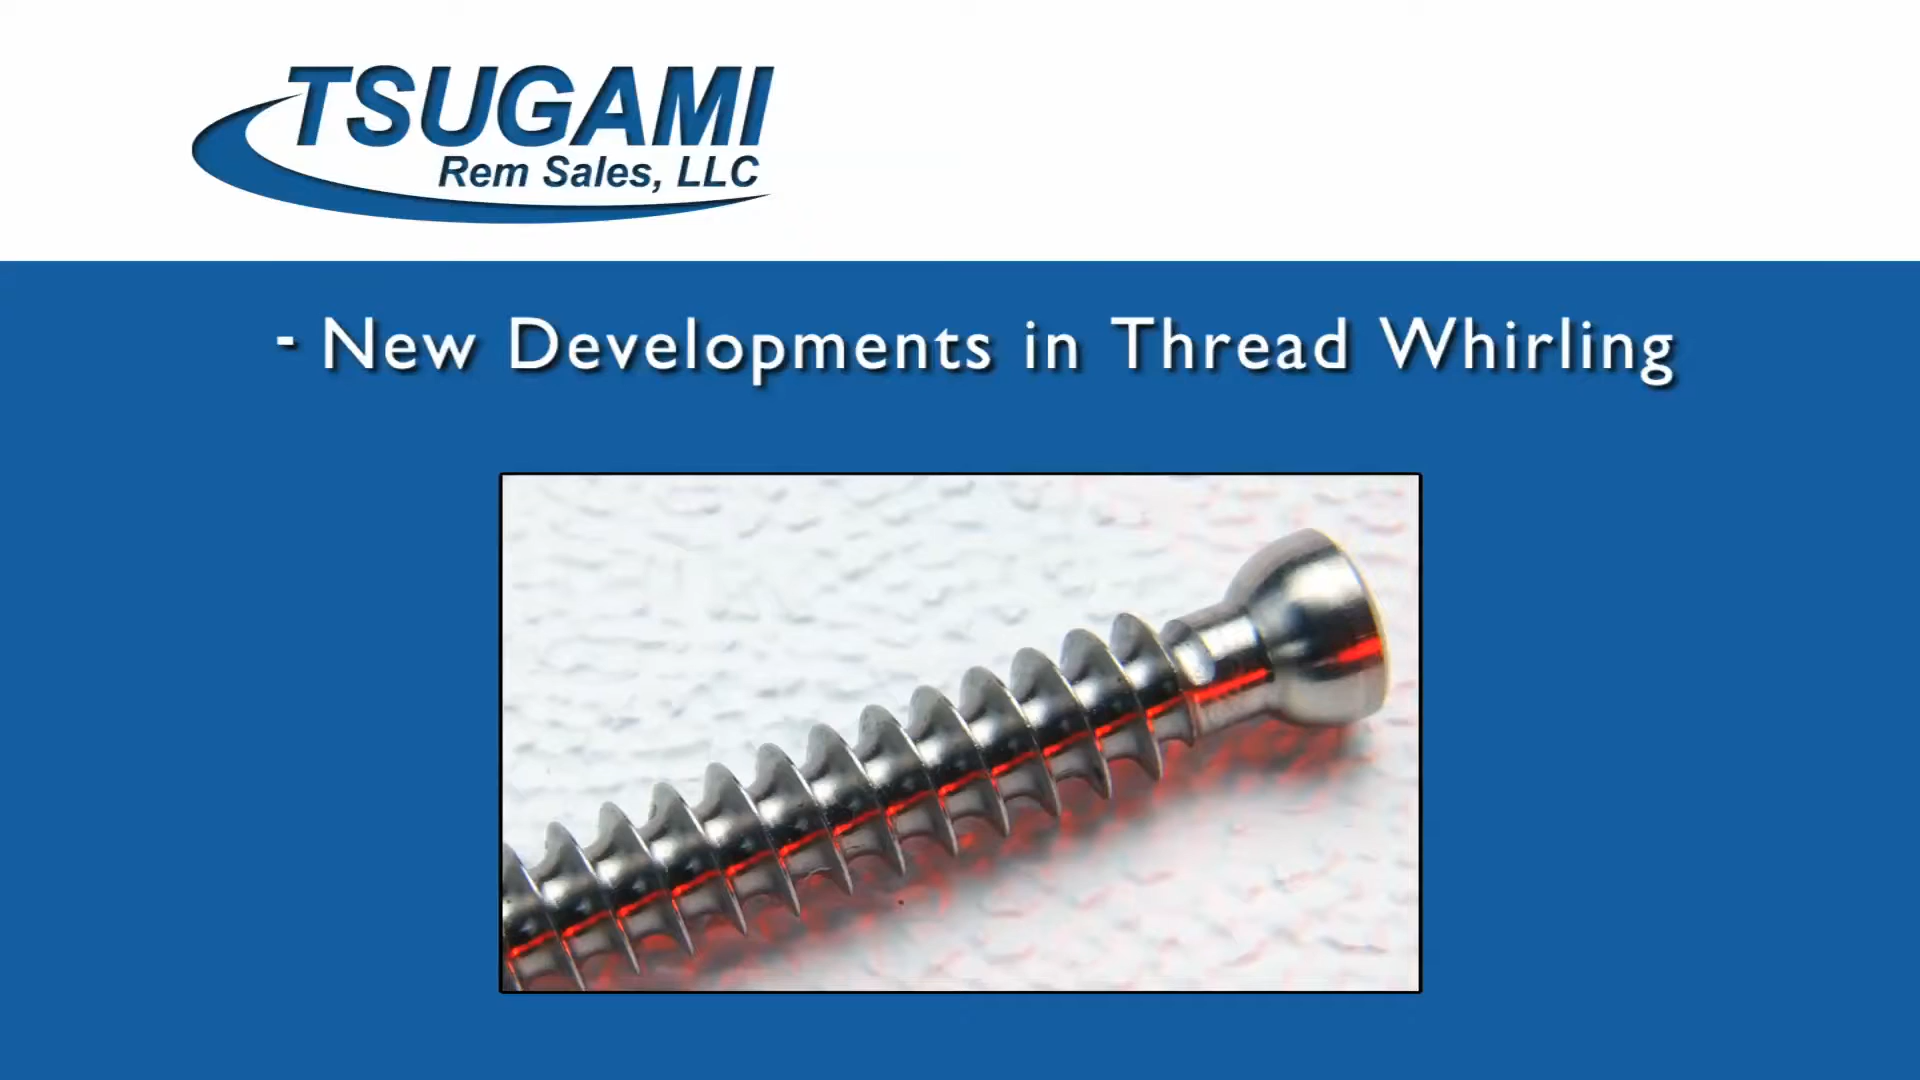 TSUGAMI
Rem Sales, LLC
- New Developments in Thread Whirling